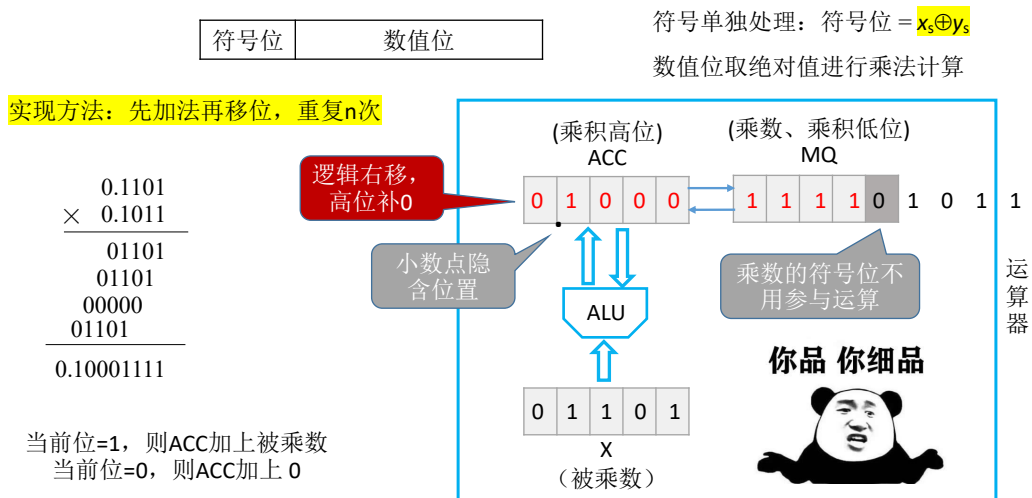 符号位 数值位
符号单独处理：符号位 = xₛ⊕yₛ
数值位取绝对值进行乘法计算
实现方法：先加法再移位，重复n次
0.1101
× 0.1011
01101
01101
00000
01101
0.10001111
当前位=1，则ACC加上被乘数
当前位=0，则ACC加上 0
(乘积高位)
ACC
(乘数、乘积低位)
MQ
逻辑右移，
高位补0
0 1 0 0 0
1 1 1 1 0 1 0 1 1
小数点隐
含位置
乘数的符号位不
用参与运算
ALU
0 1 1 0 1
X
（被乘数）
运
算
器
你品 你细品